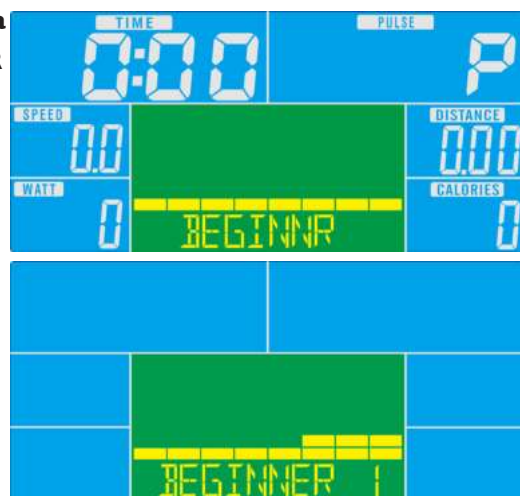 a
TIME PULSE
0:00 P
SPEED DISTANCE
0.0 0.00
WATT CALORIES
0 0
BEGINNR
BEGINNER 1